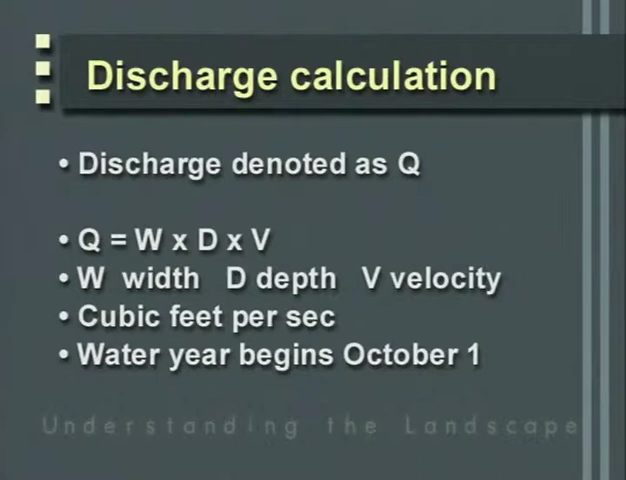 Discharge calculation
• Discharge denoted as Q
• Q = W x D x V
• W width D depth V velocity
• Cubic feet per sec
• Water year begins October 1
Understanding the Landscape